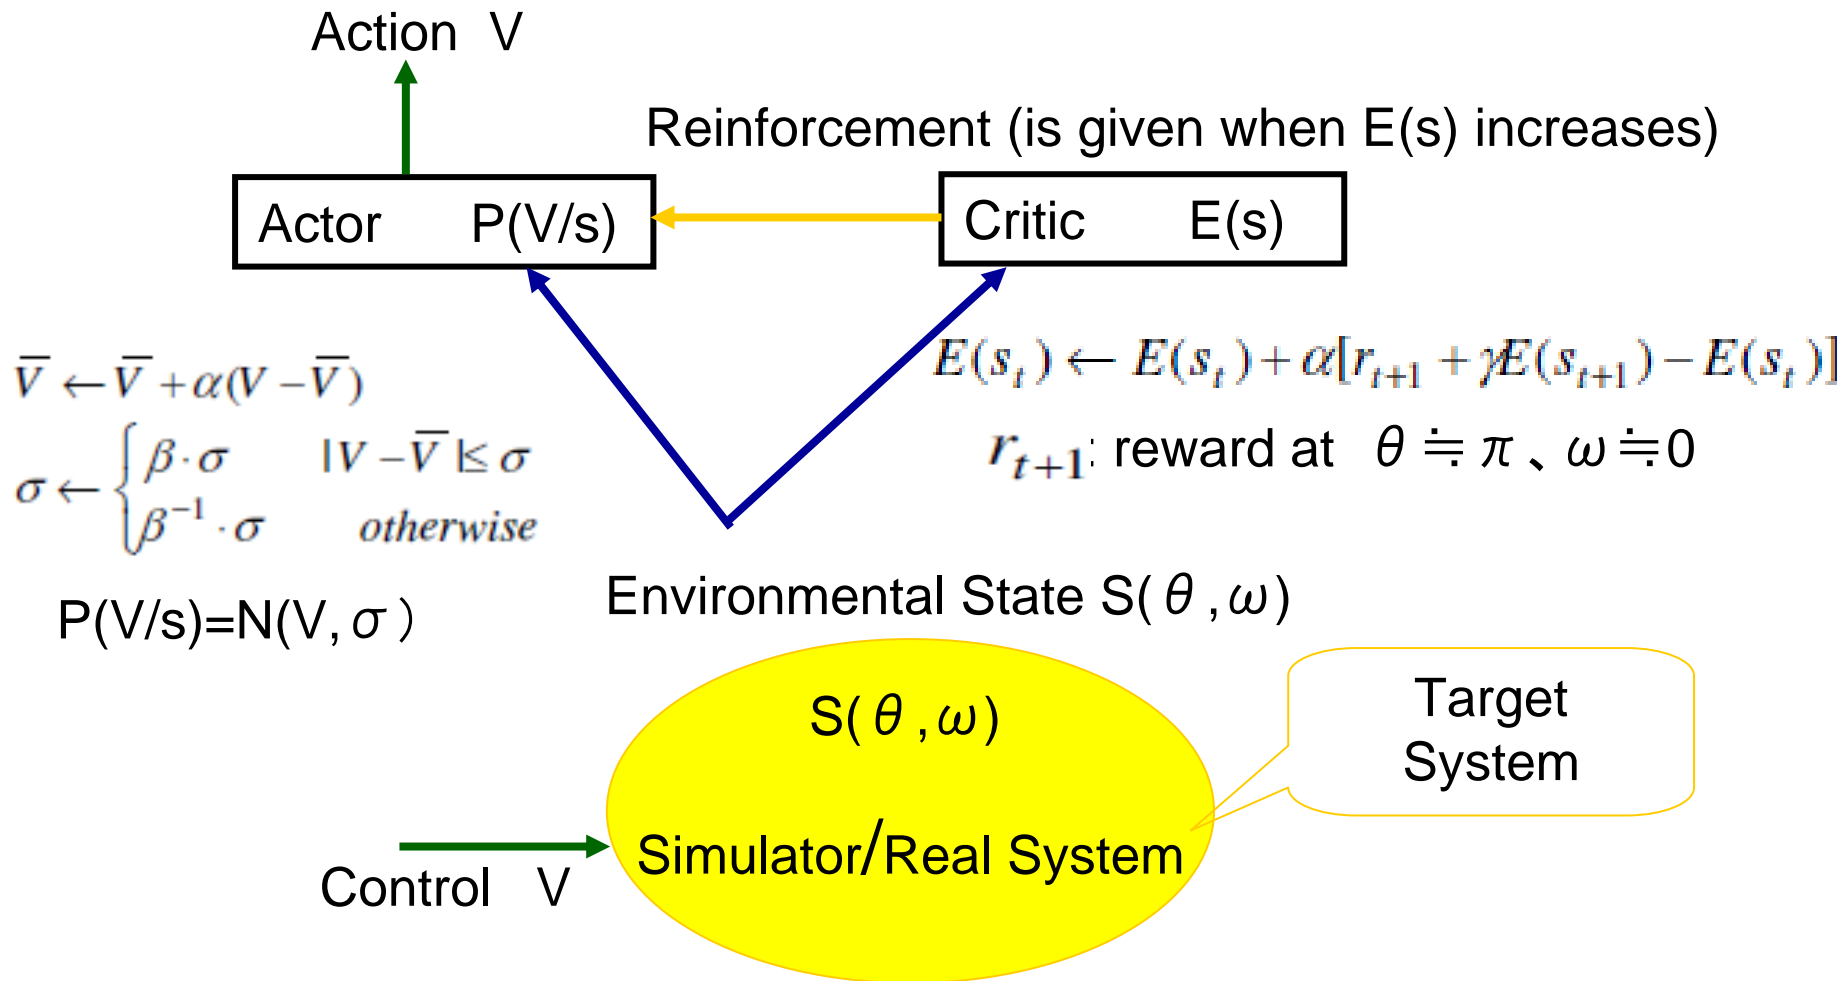 Action V
Reinforcement (is given when E(s) increases)
Actor P(V/s)
Critic E(s)
V̅ ← V̅ + α(V − V̅)
σ ← { β · σ |V − V̅| ≤ σ
β⁻¹ · σ otherwise
P(V/s)=N(V,σ)
E(sₜ) ← E(sₜ) + α[rₜ₊₁ + γE(sₜ₊₁) − E(sₜ)]
rₜ₊₁: reward at θ≒π、ω≒0
Environmental State S(θ,ω)
S(θ,ω)
Simulator/Real System
Target
System
Control V